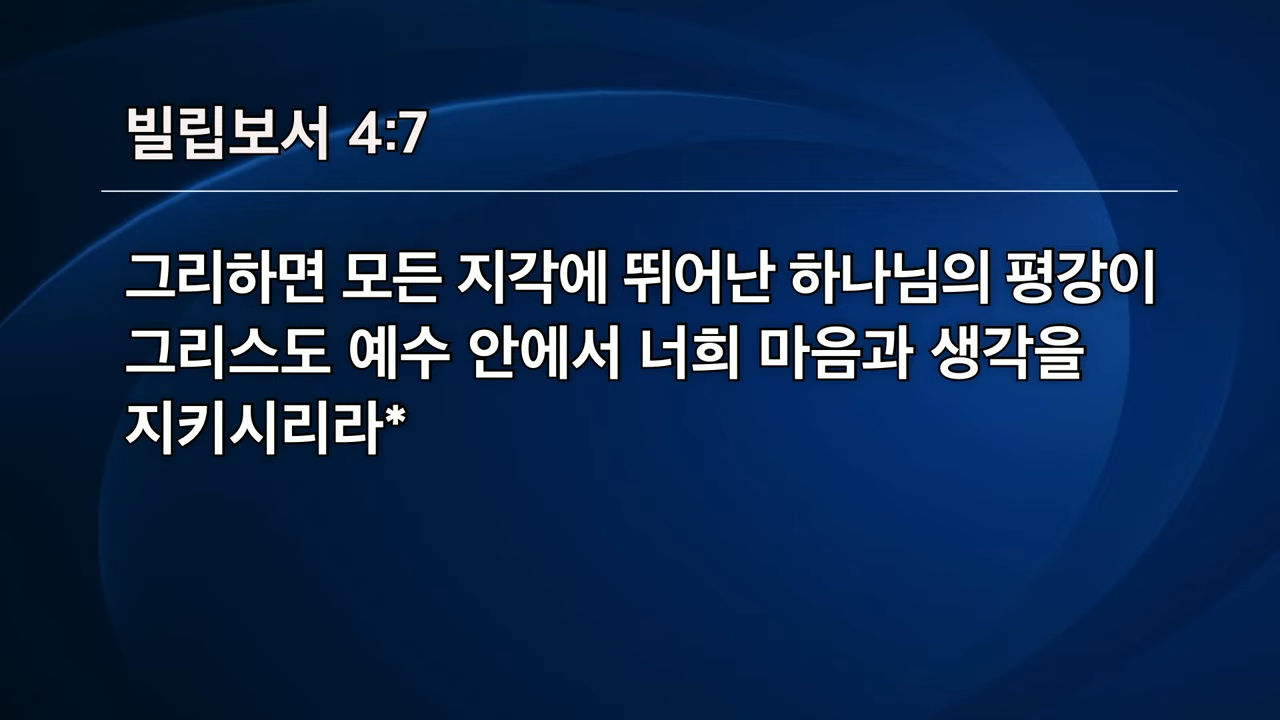 빌립보서 4:7
그리하면 모든 지각에 뛰어난 하나님의 평강이
그리스도 예수 안에서 너희 마음과 생각을
지키시리라*